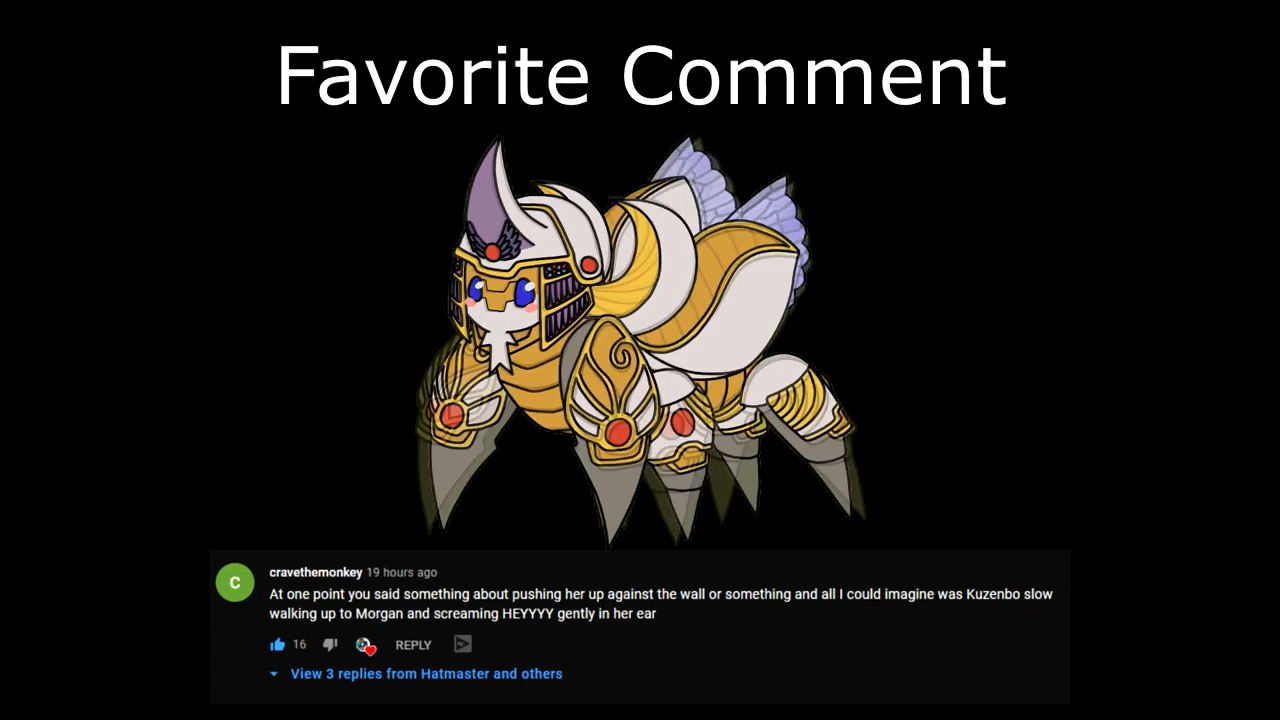 Favorite Comment
C
cravethemonkey 19 hours ago
At one point you said something about pushing her up against the wall or something and all I could imagine was Kuzenbo slow
walking up to Morgan and screaming HEYYYY gently in her ear
16 REPLY
View 3 replies from Hatmaster and others